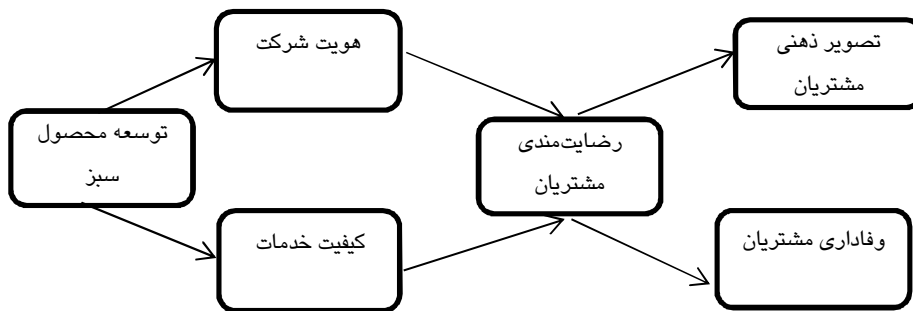 هویت شرکت
تصویر ذهنی
مشتریان
توسعه محصول
سبز
رضایت‌مندی
مشتریان
کیفیت خدمات
وفاداری مشتریان